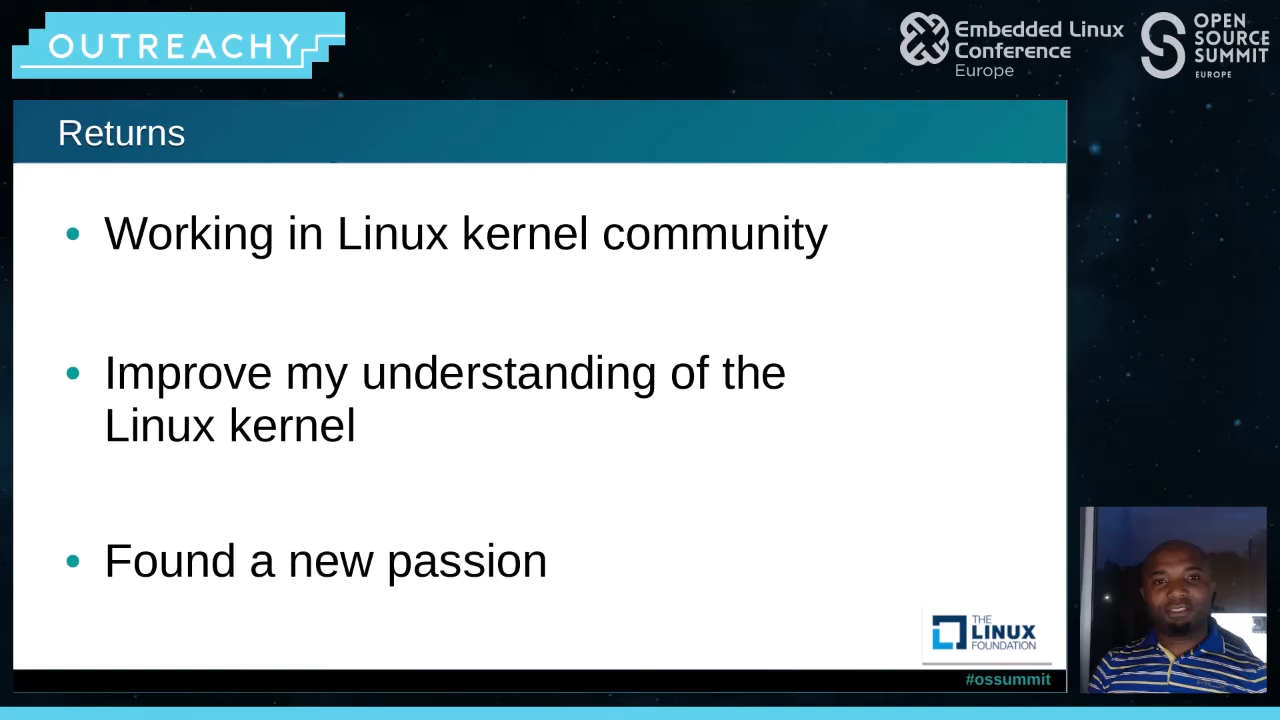 OUTREACHY
Embedded Linux
Conference
Europe
OPEN
SOURCE
SUMMIT
EUROPE
Returns
• Working in Linux kernel community
• Improve my understanding of the
Linux kernel
• Found a new passion
THE
LINUX
FOUNDATION
#ossummit